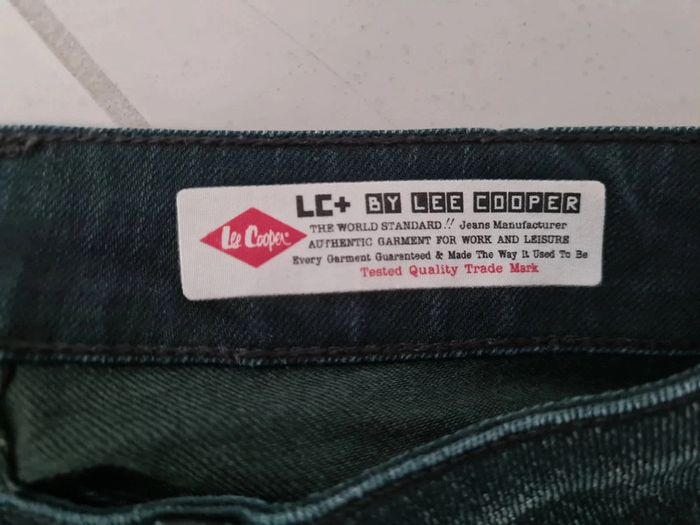 Lee Cooper
LC+ BY LEE COOPER
THE WORLD STANDARD!! Jeans Manufacturer
AUTHENTIC GARMENT FOR WORK AND LEISURE
Every Garment Guaranteed & Made The Way It Used To Be
Tested Quality Trade Mark